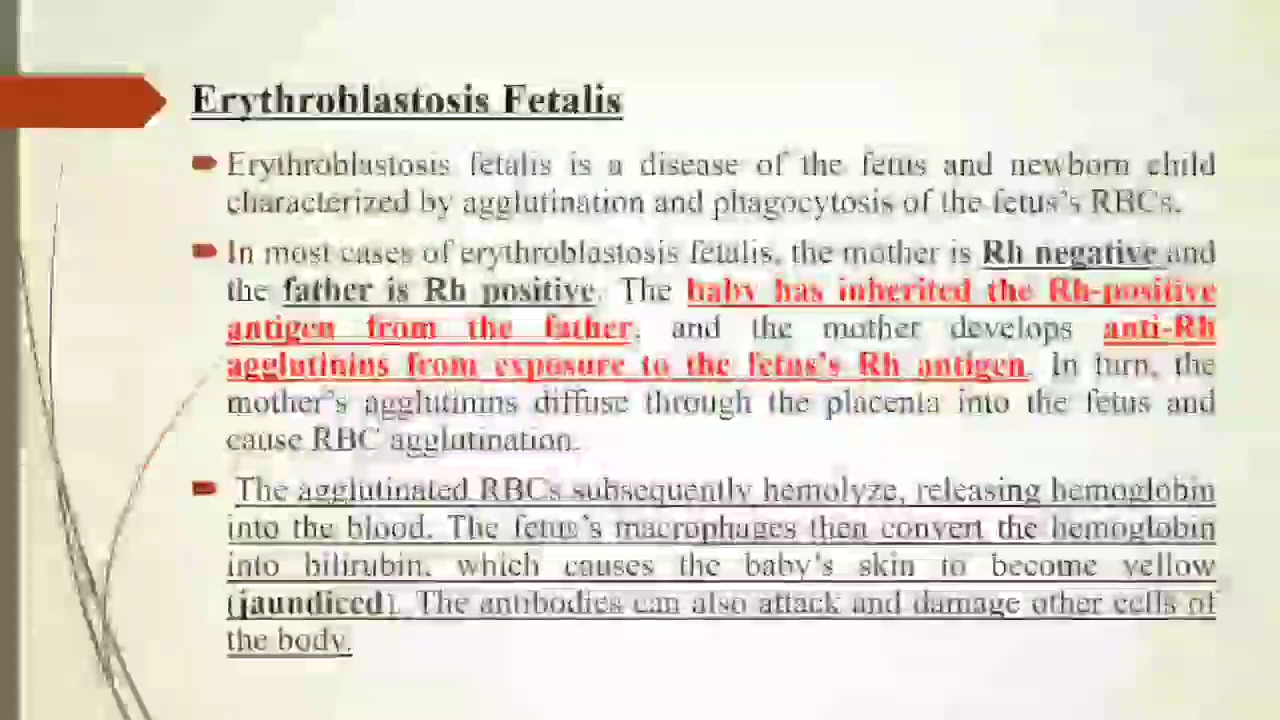 Erythroblastosis Fetalis
Erythroblastosis fetalis is a disease of the fetus and newborn child
characterized by agglutination and phagocytosis of the fetus's RBCs.
In most cases of erythroblastosis fetalis, the mother is Rh negative and
the father is Rh positive. The baby has inherited the Rh-positive
antigen from the father, and the mother develops anti-Rh
agglutinins from exposure to the fetus's Rh antigen. In turn, the
mother's agglutinins diffuse through the placenta into the fetus and
cause RBC agglutination.
The agglutinated RBCs subsequently hemolyze, releasing hemoglobin
into the blood. The fetus's macrophages then convert the hemoglobin
into bilirubin, which causes the baby's skin to become yellow
(jaundiced). The antibodies can also attack and damage other cells of
the body.